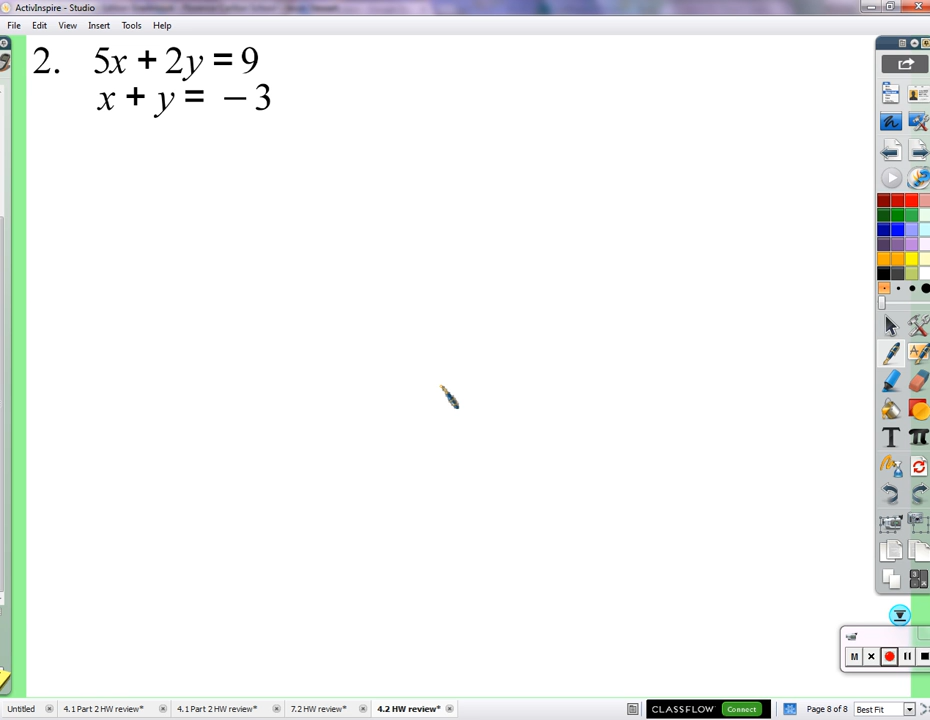 ActivInspire - Studio
File Edit View Insert Tools Help
2. 5x + 2y = 9
x + y = − 3
M
Untitled 4.1 Part 2 HW review* 4.1 Part 2 HW review* 7.2 HW review* 4.2 HW review* CLASSFLOW Connect Page 8 of 8 Best Fit